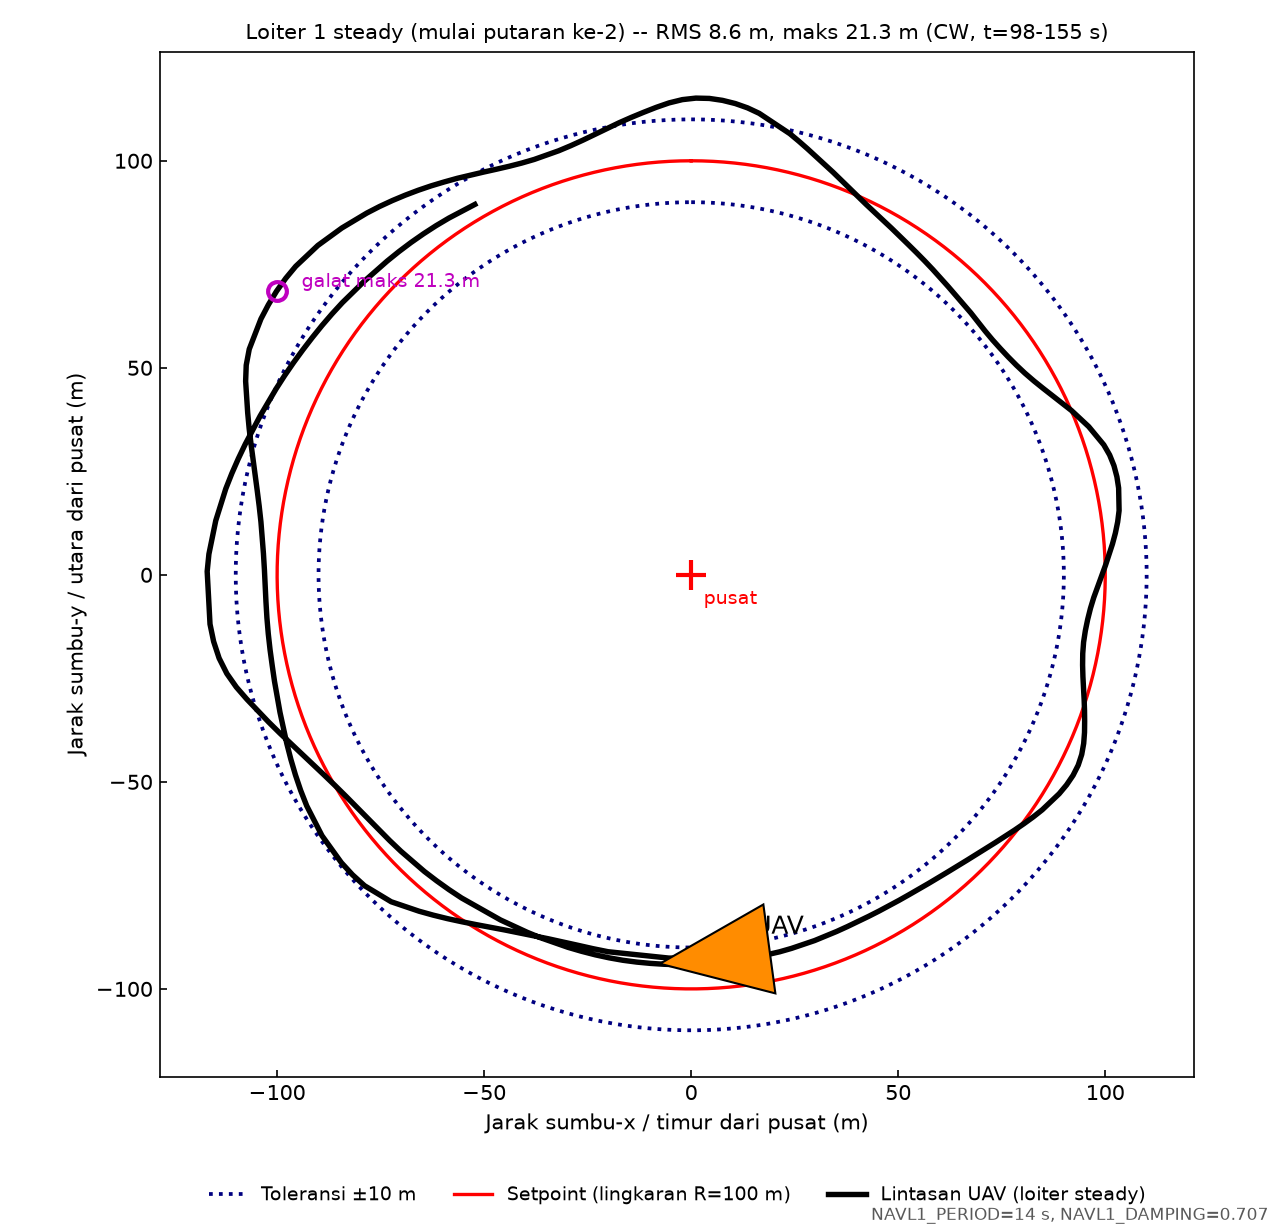 Loiter 1 steady (mulai putaran ke-2) -- RMS 8.6 m, maks 21.3 m (CW, t=98-155 s)
Jarak sumbu-y / utara dari pusat (m)
100
50
0
−50
−100
galat maks 21.3 m
pusat
UAV
−100 −50 0 50 100
Jarak sumbu-x / timur dari pusat (m)
Toleransi ±10 m
Setpoint (lingkaran R=100 m)
Lintasan UAV (loiter steady)
NAVL1_PERIOD=14 s, NAVL1_DAMPING=0.707